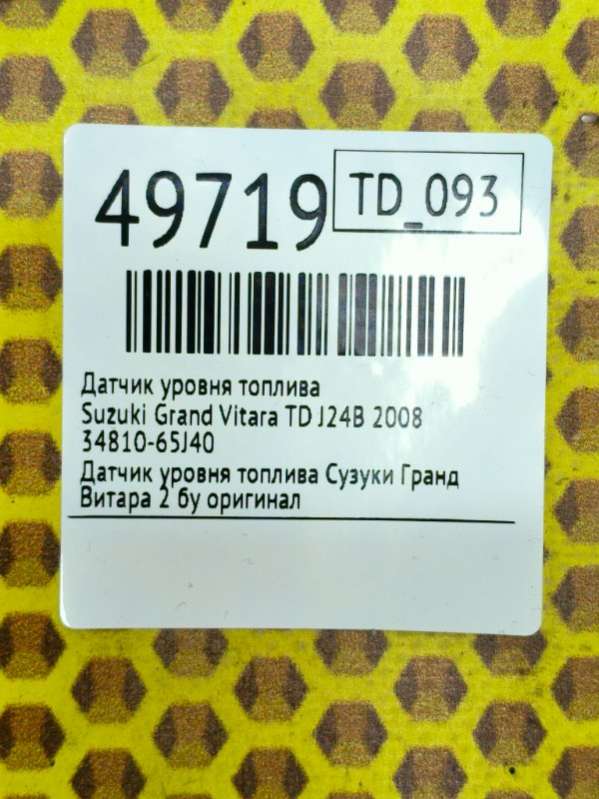 49719
TD_093
Датчик уровня топлива
Suzuki Grand Vitara TD J24B 2008
34810-65J40
Датчик уровня топлива Сузуки Гранд
Витара 2 бу оригинал